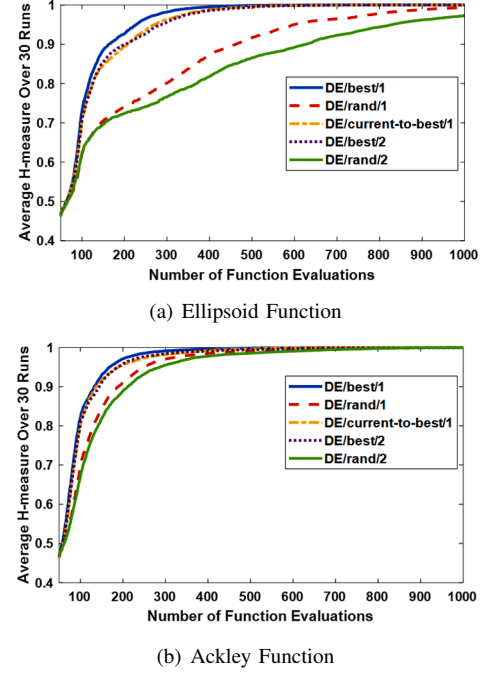 1
0.9
0.8
0.7
0.6
0.5
0.4
Average H-measure Over 30 Runs
DE/best/1
DE/rand/1
DE/current-to-best/1
DE/best/2
DE/rand/2
100 200 300 400 500 600 700 800 900 1000
Number of Function Evaluations
(a) Ellipsoid Function
1
0.9
0.8
0.7
0.6
0.5
0.4
Average H-measure Over 30 Runs
DE/best/1
DE/rand/1
DE/current-to-best/1
DE/best/2
DE/rand/2
100 200 300 400 500 600 700 800 900 1000
Number of Function Evaluations
(b) Ackley Function